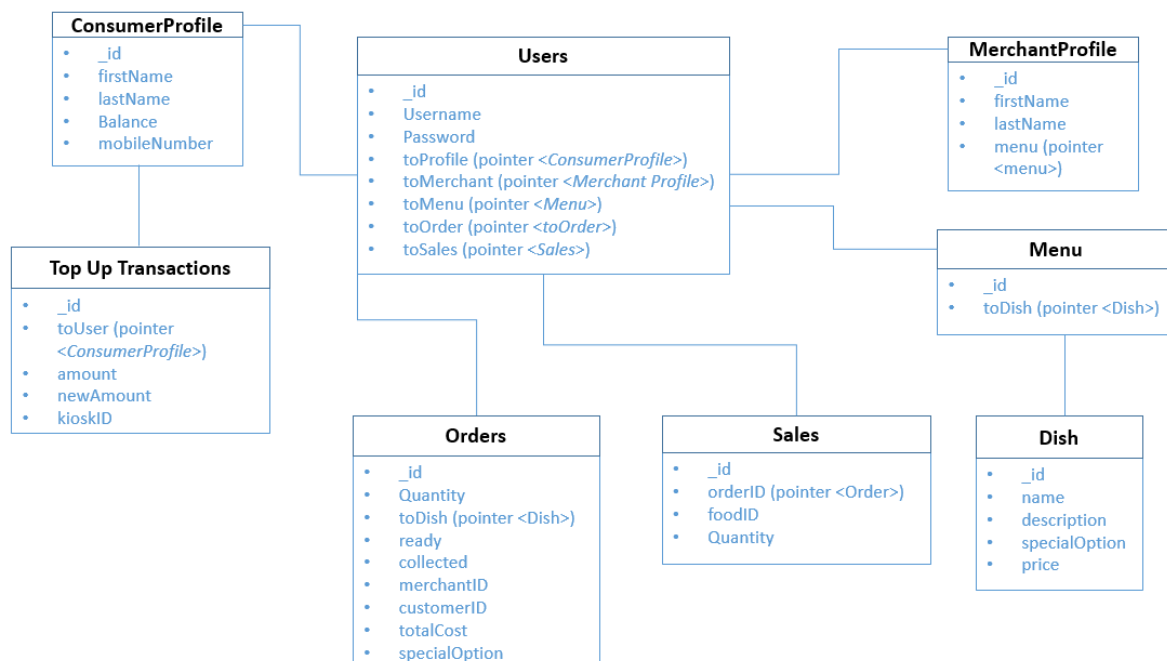 ConsumerProfile
• _id
• firstName
• lastName
• Balance
• mobileNumber
Users
• _id
• Username
• Password
• toProfile (pointer <ConsumerProfile>)
• toMerchant (pointer <Merchant Profile>)
• toMenu (pointer <Menu>)
• toOrder (pointer <toOrder>)
• toSales (pointer <Sales>)
MerchantProfile
• _id
• firstName
• lastName
• menu (pointer
<menu>)
Top Up Transactions
• _id
• toUser (pointer
<ConsumerProfile>)
• amount
• newAmount
• kioskID
Menu
• _id
• toDish (pointer <Dish>)
Orders
• _id
• Quantity
• toDish (pointer <Dish>)
• ready
• collected
• merchantID
• customerID
• totalCost
• specialOption
Sales
• _id
• orderID (pointer <Order>)
• foodID
• Quantity
Dish
• _id
• name
• description
• specialOption
• price